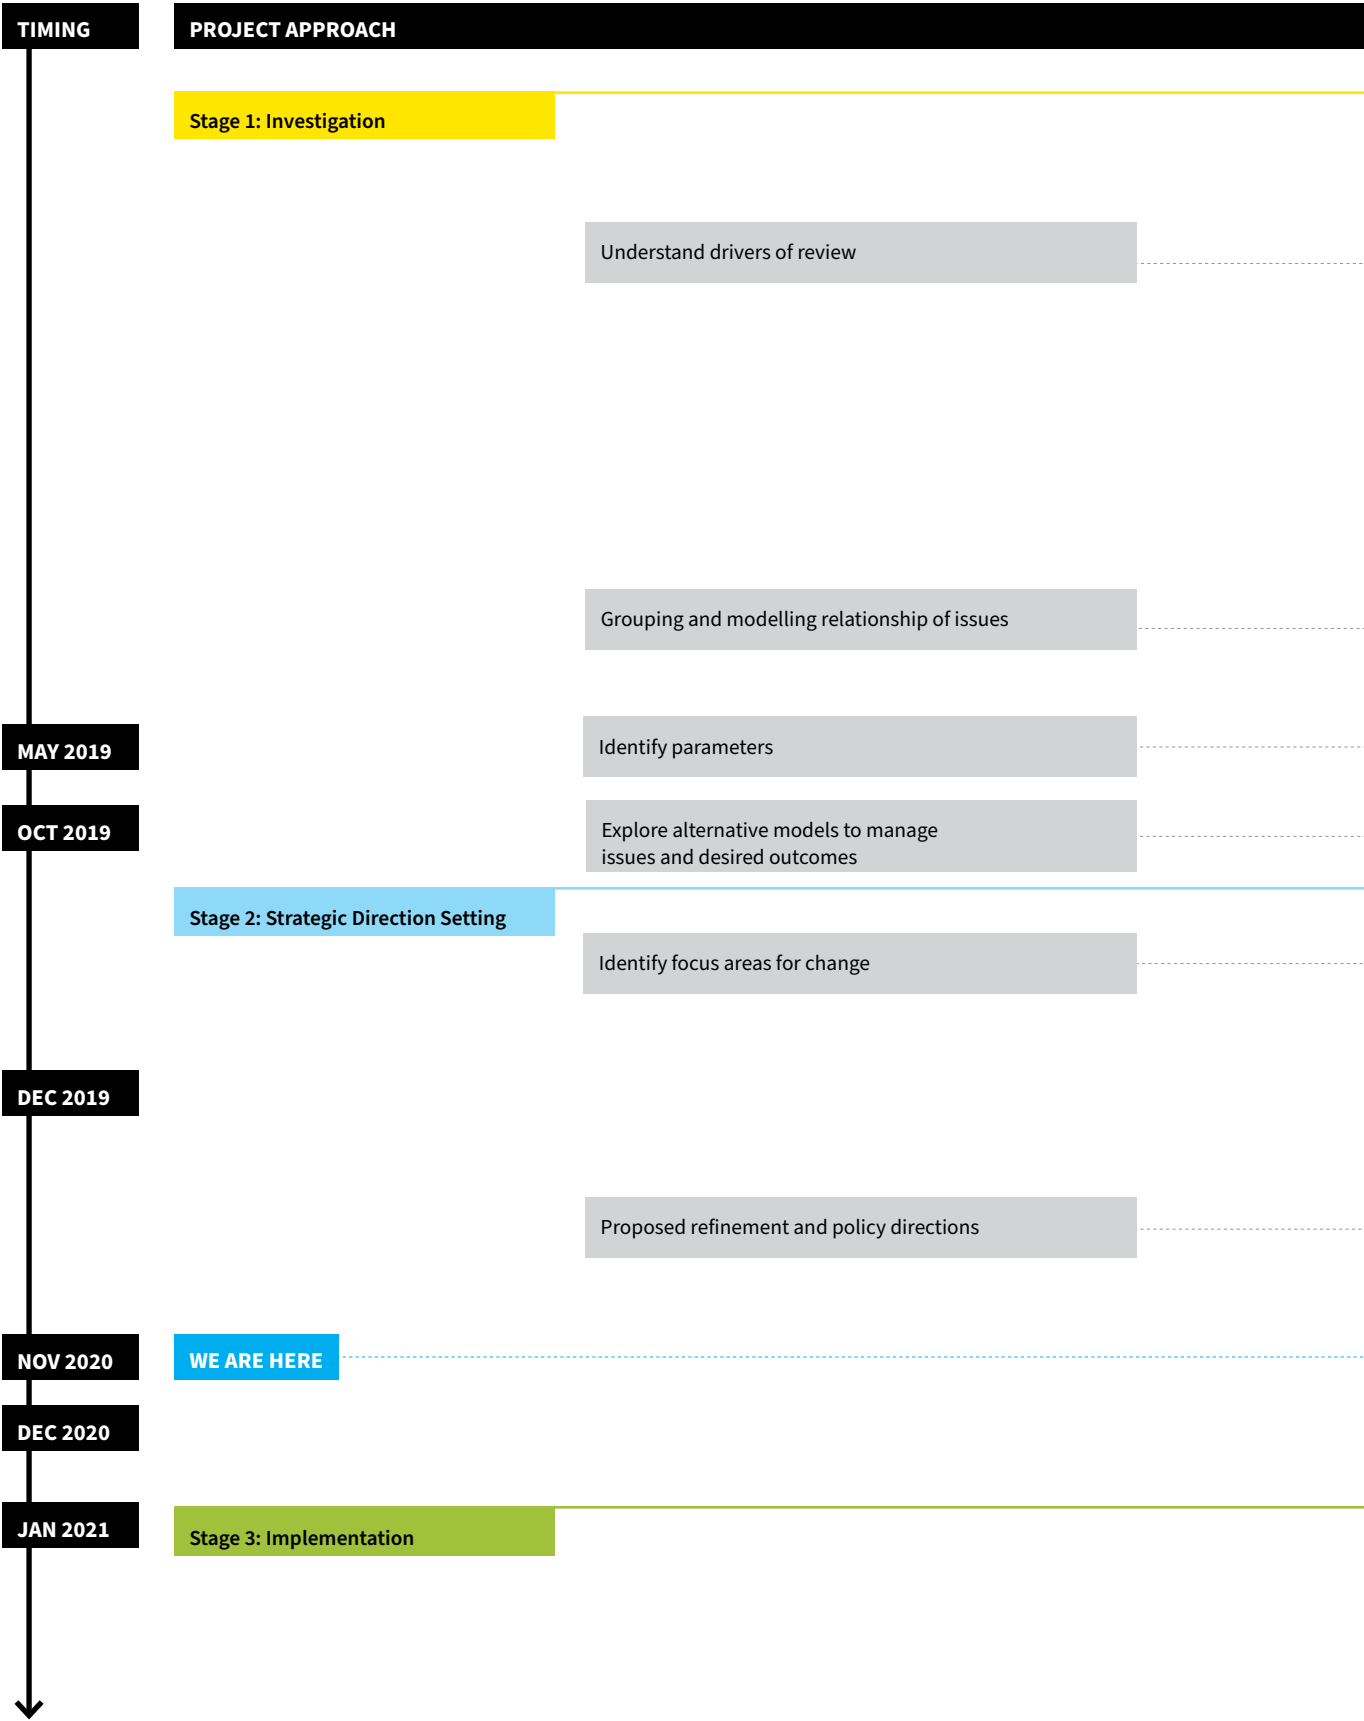 TIMING
PROJECT APPROACH
Stage 1: Investigation
Understand drivers of review
Grouping and modelling relationship of issues
MAY 2019
Identify parameters
OCT 2019
Explore alternative models to manage
issues and desired outcomes
Stage 2: Strategic Direction Setting
Identify focus areas for change
DEC 2019
Proposed refinement and policy directions
NOV 2020
WE ARE HERE
DEC 2020
JAN 2021
Stage 3: Implementation